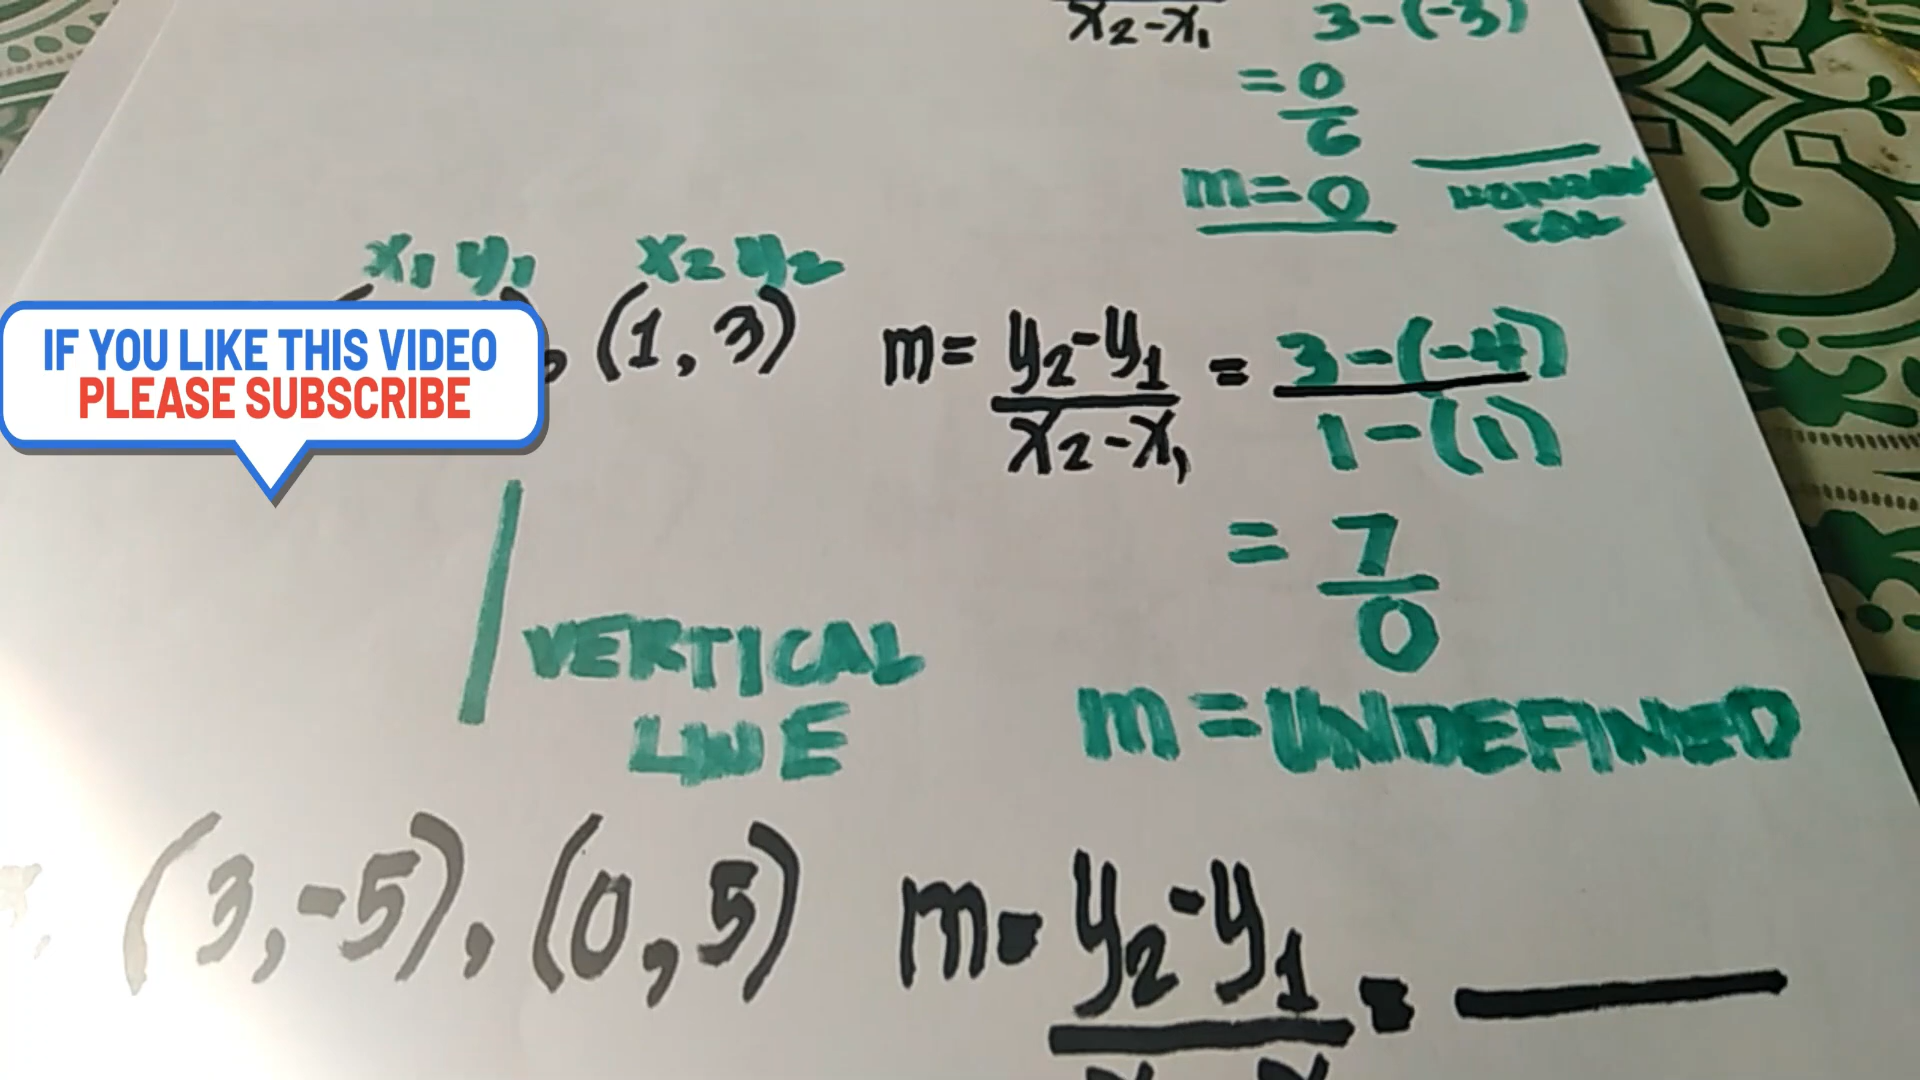 x2-x1 3-(-3)
= 0/6
m=0
x1 y1 x2 y2
IF YOU LIKE THIS VIDEO
PLEASE SUBSCRIBE
, (1, 3) m= y2-y1/x2-x1 = 3-(-4)/1-(1)
= 7/0
VERTICAL
LINE
m = UNDEFINED
(3,-5), (0,5) m= y2-y1 =